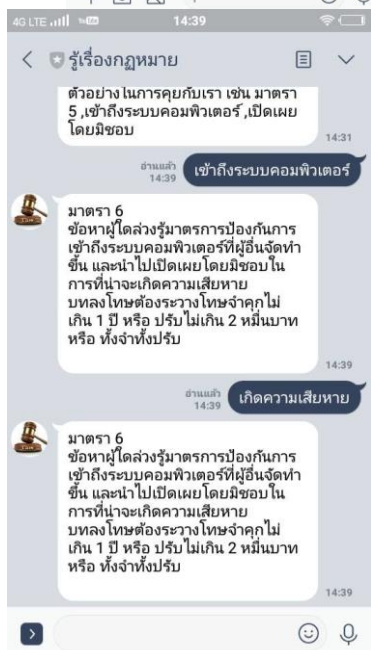 4G LTE 14:39
รู้เรื่องกฎหมาย
ตัวอย่างในการคุยกับเรา เช่น มาตรา
5 ,เข้าถึงระบบคอมพิวเตอร์ ,เปิดเผย
โดยมิชอบ
14:31
อ่านแล้ว
14:39
เข้าถึงระบบคอมพิวเตอร์
มาตรา 6
ข้อหาผู้ใดล่วงรู้มาตรการป้องกันการ
เข้าถึงระบบคอมพิวเตอร์ที่ผู้อื่นจัดทำ
ขึ้น และนำไปเปิดเผยโดยมิชอบใน
การที่น่าจะเกิดความเสียหาย
บทลงโทษต้องระวางโทษจำคุกไม่
เกิน 1 ปี หรือ ปรับไม่เกิน 2 หมื่นบาท
หรือ ทั้งจำทั้งปรับ
14:39
อ่านแล้ว
14:39
เกิดความเสียหาย
มาตรา 6
ข้อหาผู้ใดล่วงรู้มาตรการป้องกันการ
เข้าถึงระบบคอมพิวเตอร์ที่ผู้อื่นจัดทำ
ขึ้น และนำไปเปิดเผยโดยมิชอบใน
การที่น่าจะเกิดความเสียหาย
บทลงโทษต้องระวางโทษจำคุกไม่
เกิน 1 ปี หรือ ปรับไม่เกิน 2 หมื่นบาท
หรือ ทั้งจำทั้งปรับ
14:39